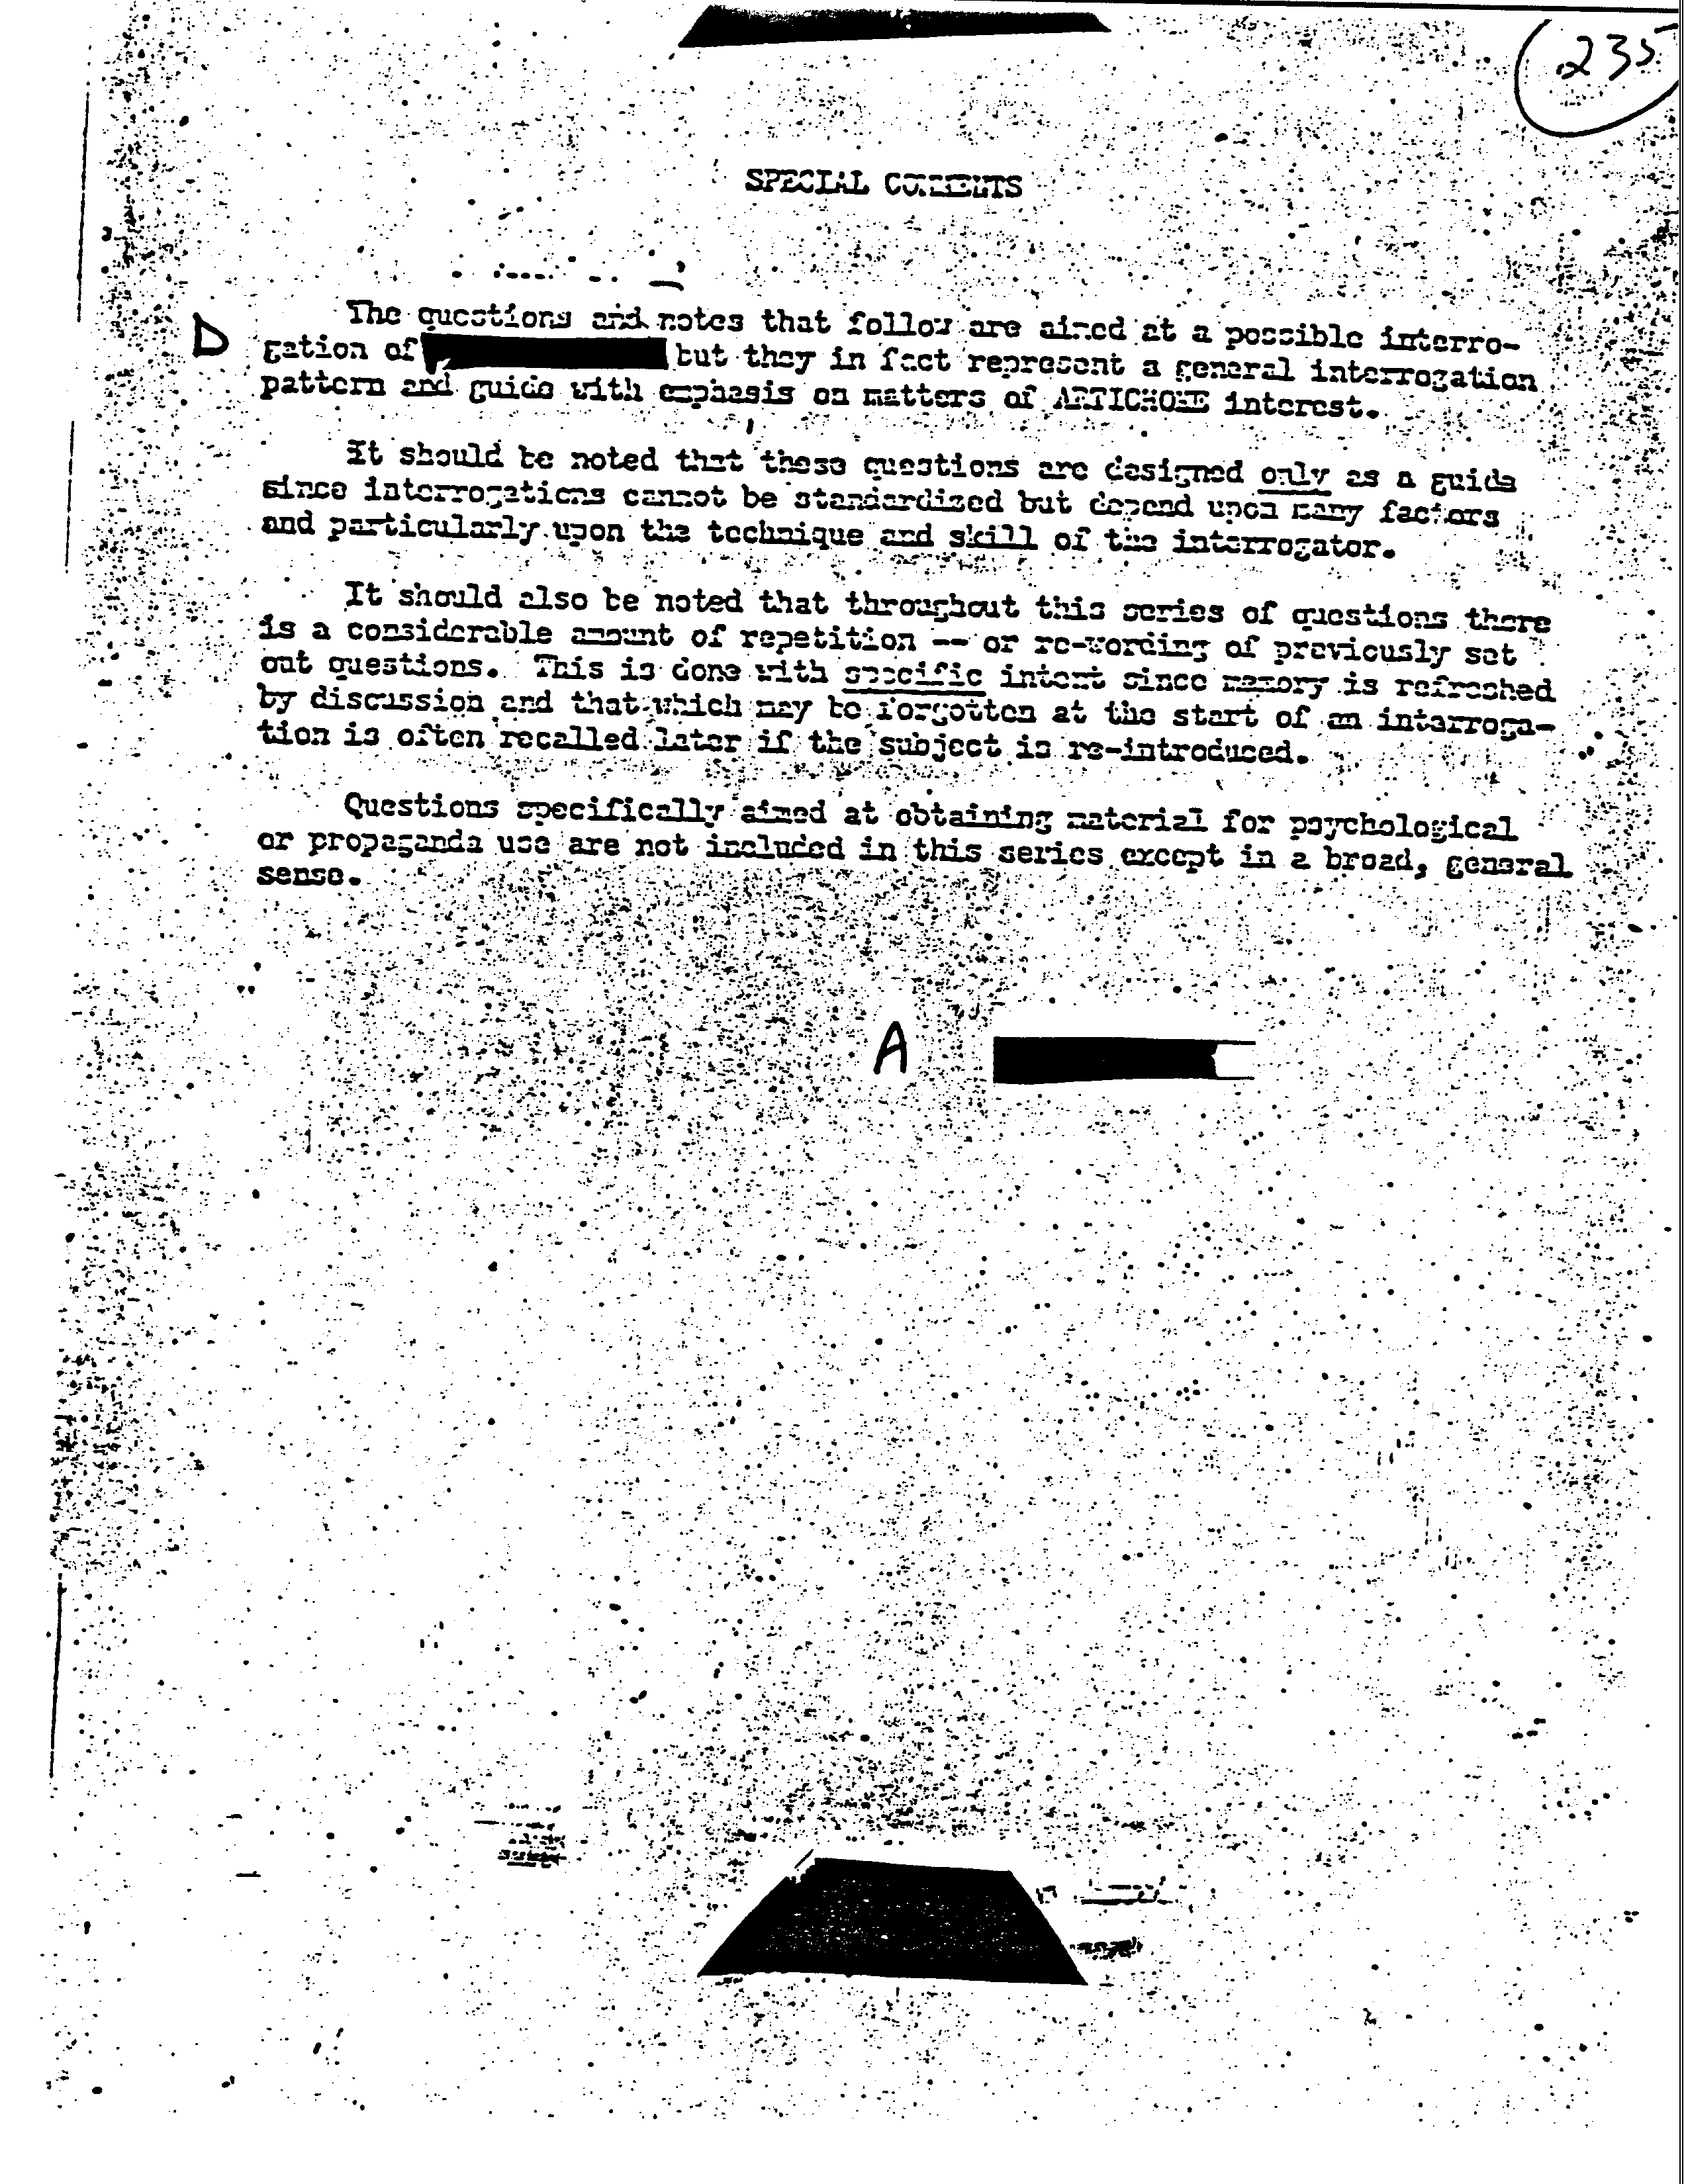 235
SPECIAL COMMENTS
The questions and notes that follow are aimed at a possible interro-
D
gation of but they in fact represent a general interrogation
pattern and guide with emphasis on matters of ARTICHOKE interest.
It should be noted that these questions are designed only as a guide
since interrogations cannot be standardized but depend upon many factors
and particularly upon the technique and skill of the interrogator.
It should also be noted that throughout this series of questions there
is a considerable amount of repetition -- or re-wording of previously set
out questions. This is done with specific intent since memory is refreshed
by discussion and that which may be forgotten at the start of an interroga-
tion is often recalled later if the subject is re-introduced.
Questions specifically aimed at obtaining material for psychological
or propaganda use are not included in this series except in a broad, general
sense.
A